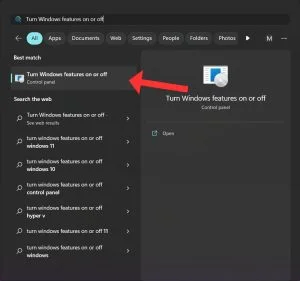 Turn Windows features on or off
All Apps Documents Web Settings People Folders Photos M
Best match
Turn Windows features on or off
Control panel
Search the web
Turn Windows features on or off -
See web results
turn windows features on or off
windows 11
turn windows features on or off
windows 10
turn windows features on or off
control panel
turn windows features on or off
hyper v
turn windows features on or off 11
turn windows features on or off
windows
Turn Windows features on or off
Control panel
Open